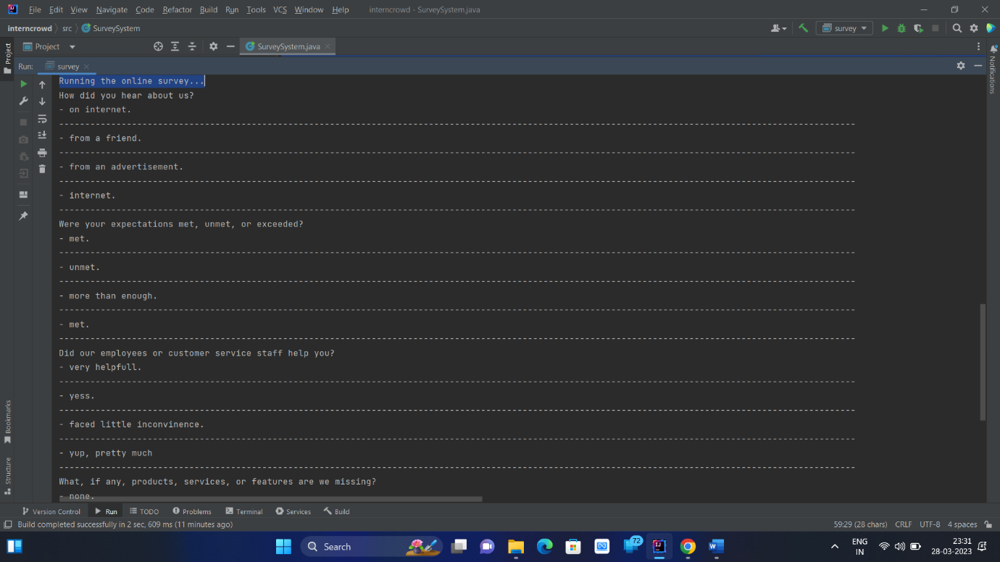 File Edit View Navigate Code Refactor Build Run Tools VCS Window Help interncrowd - SurveySystem.java
interncrowd src SurveySystem survey
Project Project SurveySystem.java
Run: survey
Notifications
Running the online survey...
How did you hear about us?
- on internet.
---------------------------------------------------------------------------------------------------------------------------------------------------------
- from a friend.
---------------------------------------------------------------------------------------------------------------------------------------------------------
- from an advertisement.
---------------------------------------------------------------------------------------------------------------------------------------------------------
- internet.
---------------------------------------------------------------------------------------------------------------------------------------------------------
Were your expectations met, unmet, or exceeded?
- met.
---------------------------------------------------------------------------------------------------------------------------------------------------------
- unmet.
---------------------------------------------------------------------------------------------------------------------------------------------------------
- more than enough.
---------------------------------------------------------------------------------------------------------------------------------------------------------
- met.
---------------------------------------------------------------------------------------------------------------------------------------------------------
Did our employees or customer service staff help you?
- very helpfull.
---------------------------------------------------------------------------------------------------------------------------------------------------------
- yess.
---------------------------------------------------------------------------------------------------------------------------------------------------------
- faced little inconvinence.
---------------------------------------------------------------------------------------------------------------------------------------------------------
- yup, pretty much
---------------------------------------------------------------------------------------------------------------------------------------------------------
What, if any, products, services, or features are we missing?
- none.
Bookmarks
Structure
Version Control Run TODO Problems Terminal Services Build
Build completed successfully in 2 sec, 609 ms (11 minutes ago) 59:29 (28 chars) CRLF UTF-8 4 spaces
Search 72 ENG 23:31
IN 28-03-2023